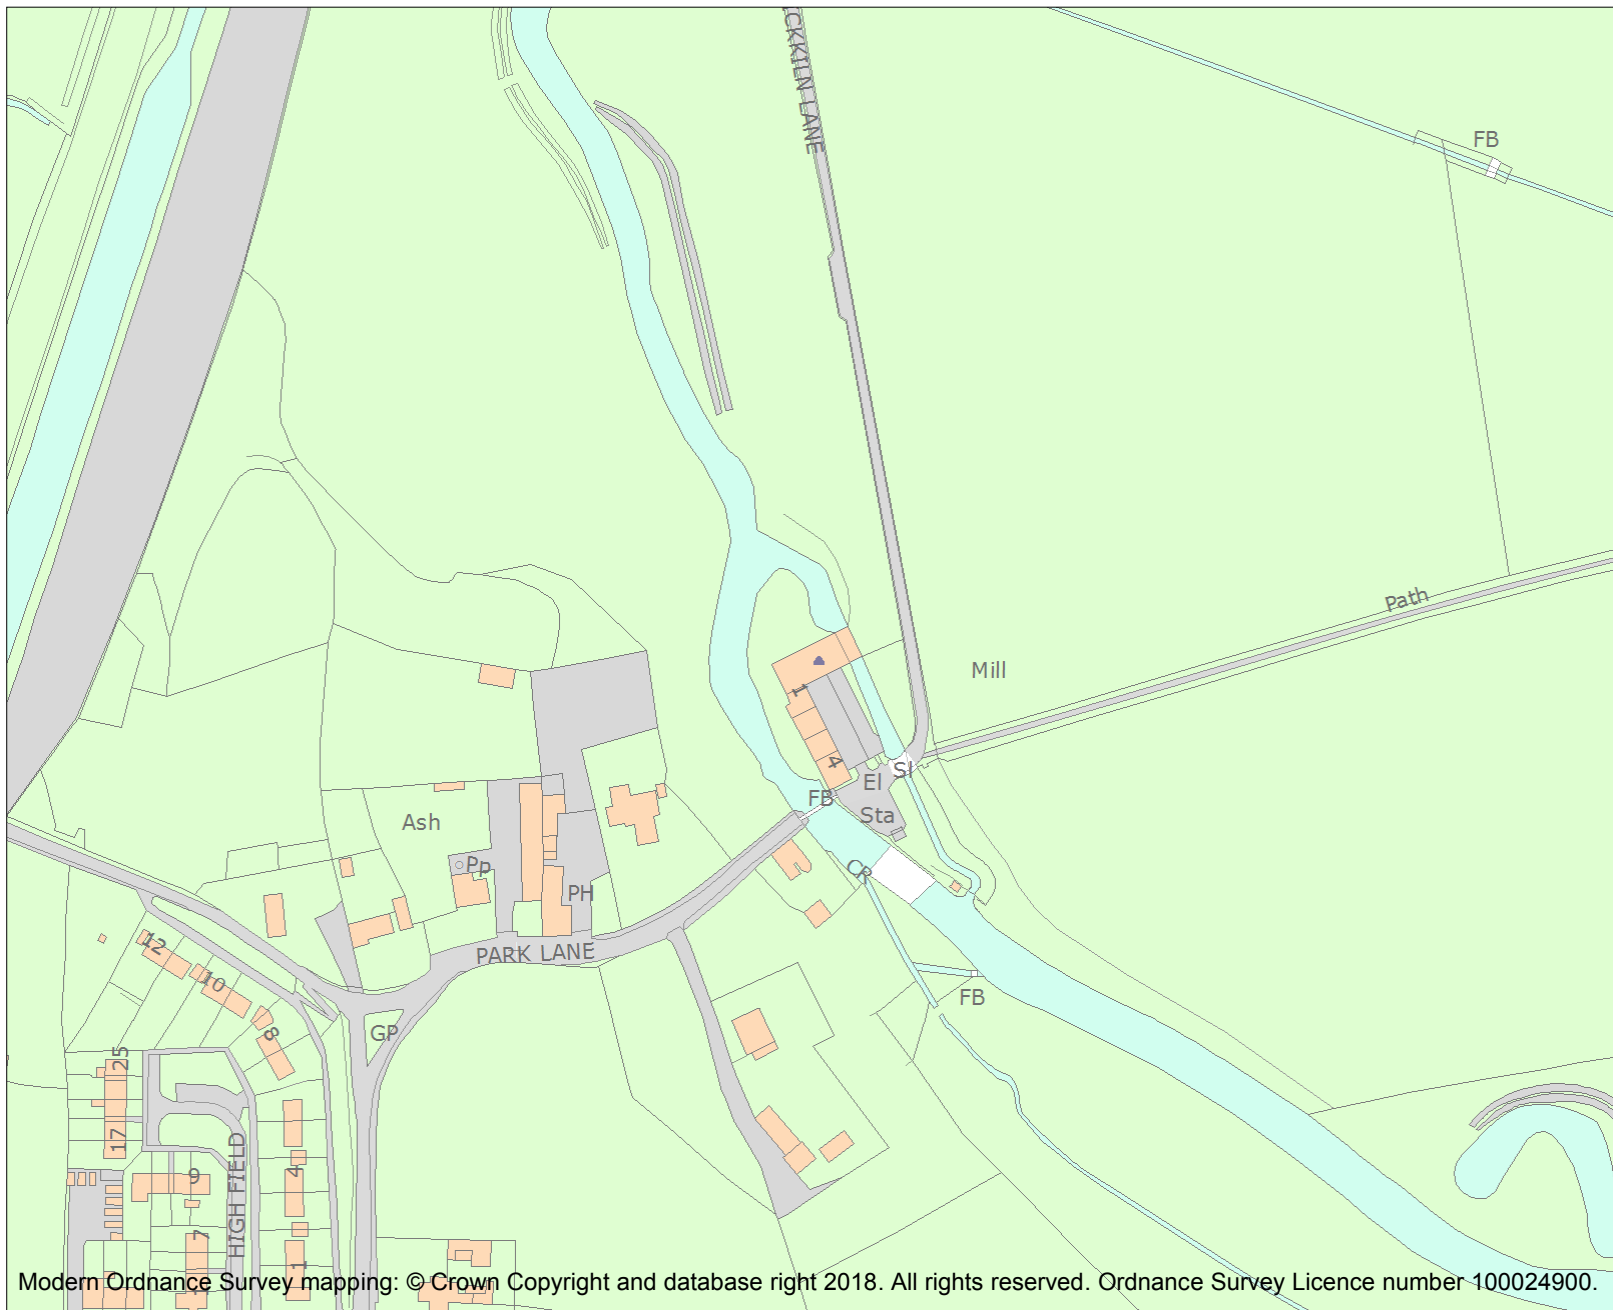 CKKILN LANE
FB
Path
Mill
1
4
Sl
El
Sta
FB
Ash
Pp
PH
CR
PARK LANE
FB
GP
12
10
8
25
17
9
7
4
1
HIGH FIELD
Modern Ordnance Survey mapping: © Crown Copyright and database right 2018. All rights reserved. Ordnance Survey Licence number 100024900.